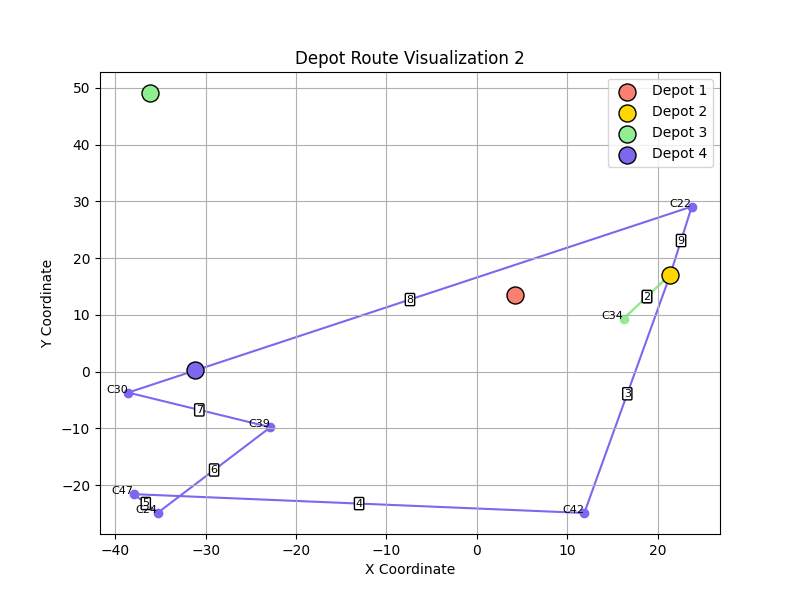 Depot Route Visualization 2
Depot 1
Depot 2
Depot 3
Depot 4
50
40
30
20
10
0
−10
−20
Y Coordinate
C22
9
2
C34
8
3
C30
7
C39
6
C47
5
C24
4
C42
−40
−30
−20
−10
0
10
20
X Coordinate